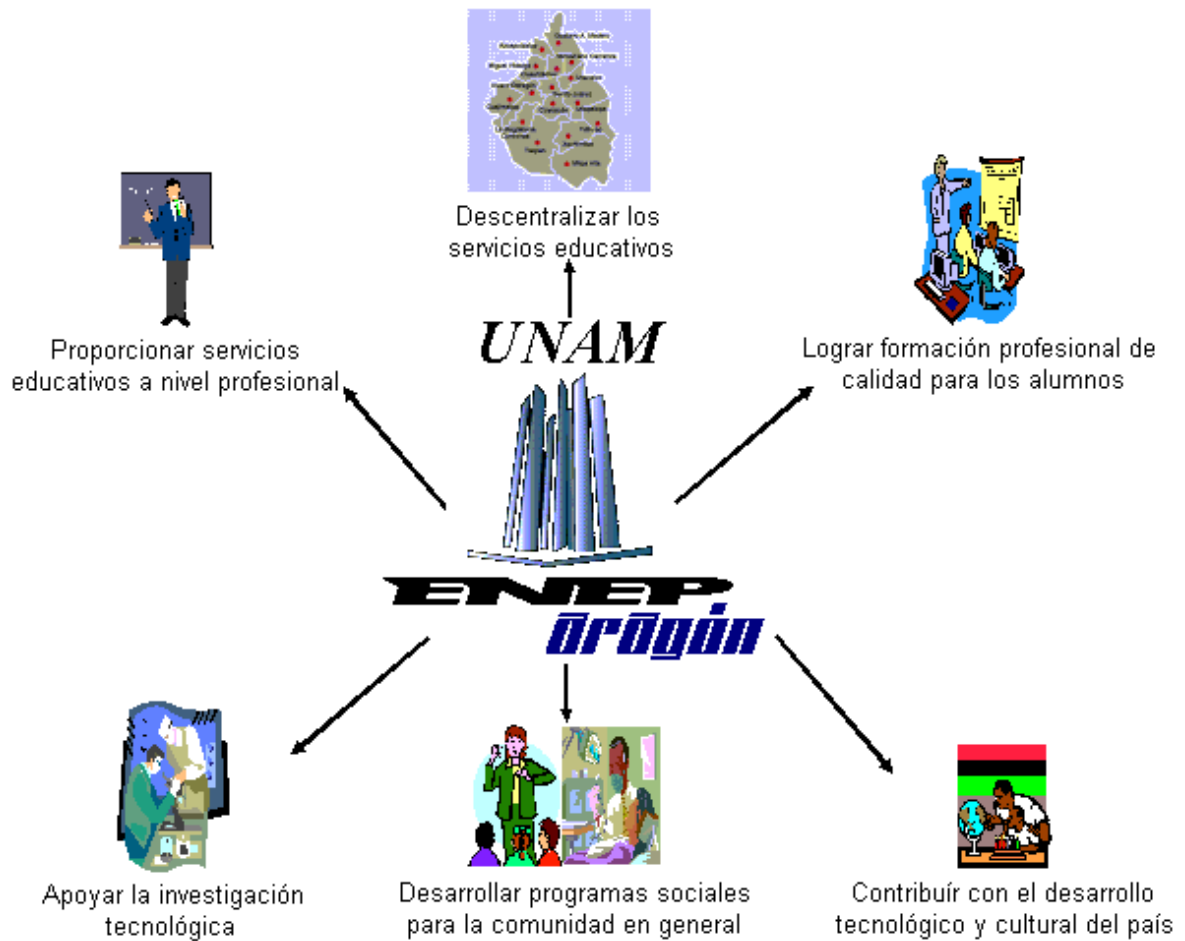 Descentralizar los
servicios educativos
Proporcionar servicios
educativos a nivel profesional
UNAM
Lograr formación profesional de
calidad para los alumnos
ENEP
aragón
Apoyar la investigación
tecnológica
Desarrollar programas sociales
para la comunidad en general
Contribuír con el desarrollo
tecnológico y cultural del país